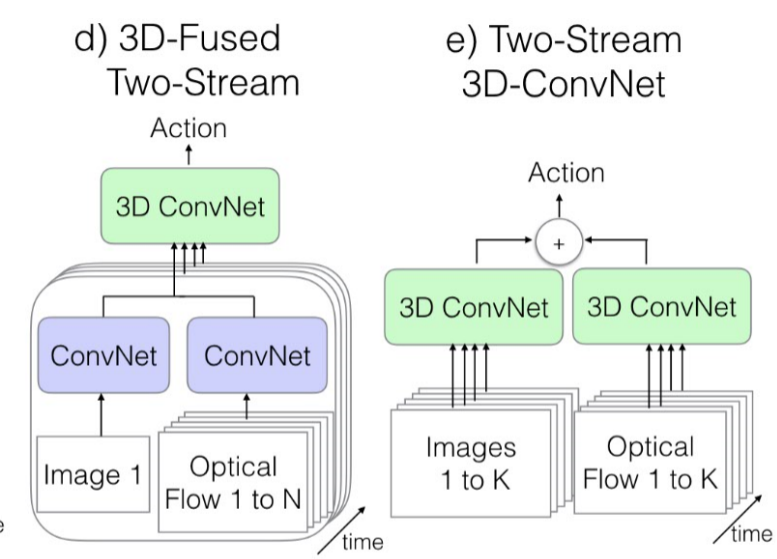 d) 3D-Fused
Two-Stream
Action
3D ConvNet
ConvNet
ConvNet
Image 1
Optical
Flow 1 to N
time
e) Two-Stream
3D-ConvNet
Action
+
3D ConvNet
3D ConvNet
Images
1 to K
Optical
Flow 1 to K
time